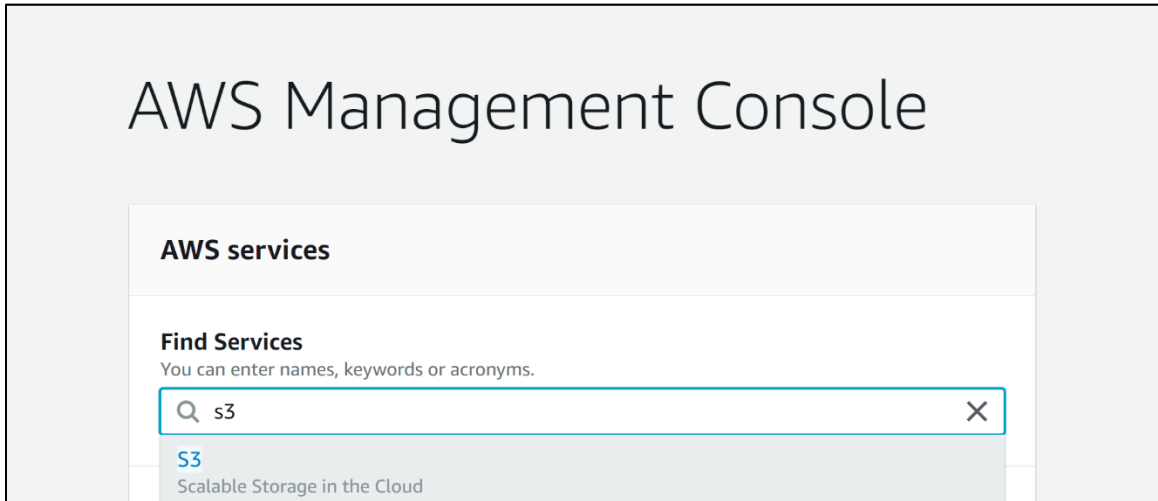 AWS Management Console
AWS services
Find Services
You can enter names, keywords or acronyms.
s3
S3
Scalable Storage in the Cloud